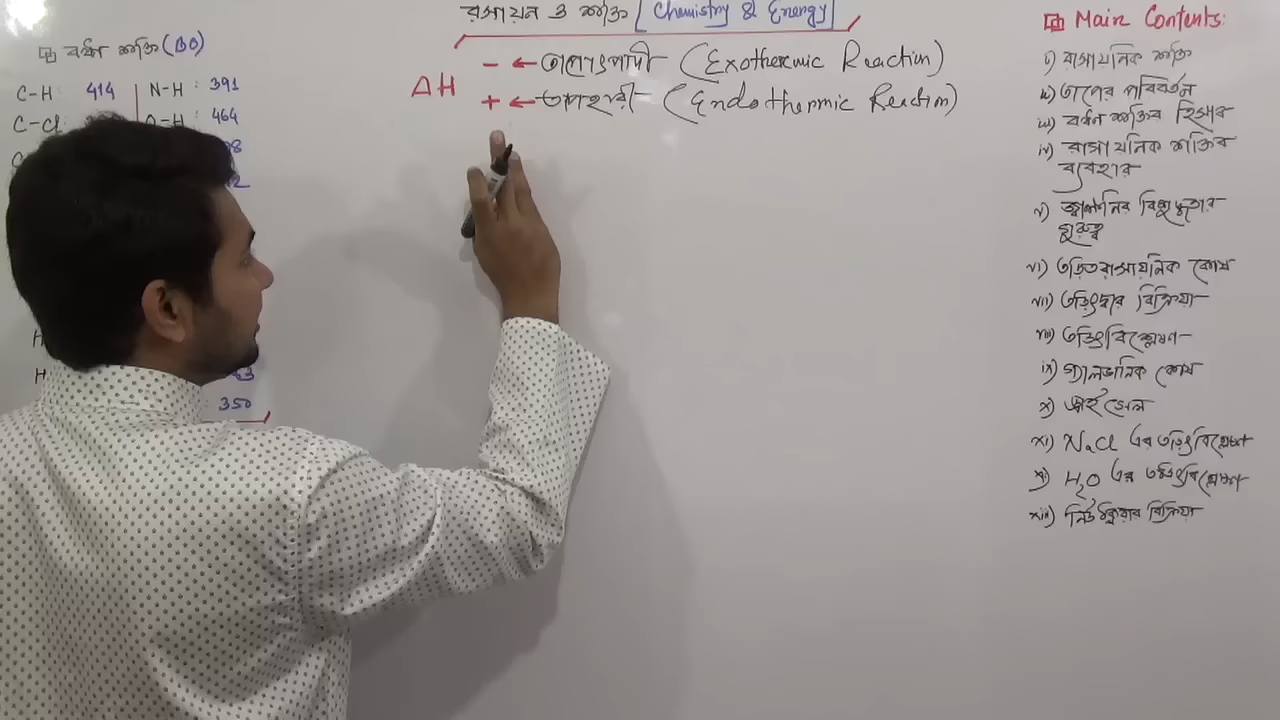 রসায়ন ও শক্তি [Chemistry & Energy]
বন্ধন শক্তি (BO)
C-H: 414
N-H: 391
C-Cl
O-H: 464
350
ΔH
- ← তাপোৎপাদী (Exothermic Reaction)
+ ← তাপহারী (Endothermic Reaction)
Main Contents:
i) রাসায়নিক শক্তি
ii) তাপের পরিবর্তন
iii) বন্ধন শক্তির হিসাব
iv) রাসায়নিক শক্তির
ব্যবহার
v) জ্বালানির বিশুদ্ধতার
গুরুত্ব
vi) তড়িৎরাসায়নিক কোষ
vii) তড়িৎদ্বার বিক্রিয়া
viii) তড়িৎবিশ্লেষণ
ix) গ্যালভানিক কোষ
x) ড্রাই সেল
xi) NaCl এর তড়িৎবিশ্লেষণ
xii) H₂O এর তড়িৎবিশ্লেষণ
xiii) নিউক্লিয়ার বিক্রিয়া